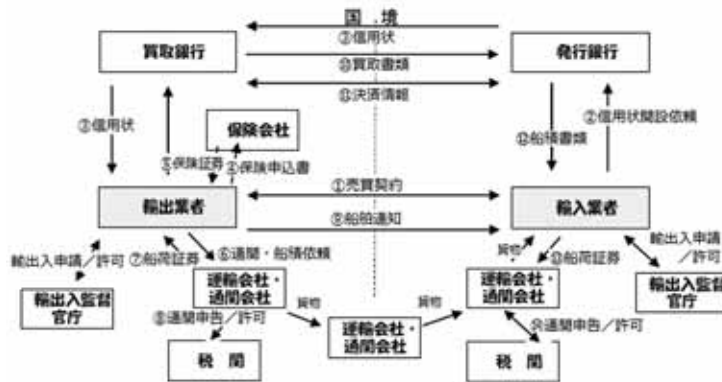 国 境
③信用状
買取銀行
発行銀行
⑩買取書類
⑪決済情報
③信用状
保険会社
②信用状開設依頼
⑫船積書類
⑤保険証券
④保険申込書
①売買契約
輸出業者
輸入業者
船舶通知
輸出入申請/許可
⑦船荷証券
⑥通関・船積依頼
貨物
船荷証券
輸出入申請
/許可
運輸会社・
通関会社
運輸会社・
通関会社
輸出入監督
官庁
貨物
貨物
輸出入監督
官庁
運輸会社・
通関会社
通関申告/許可
通関申告/許可
税 関
税 関